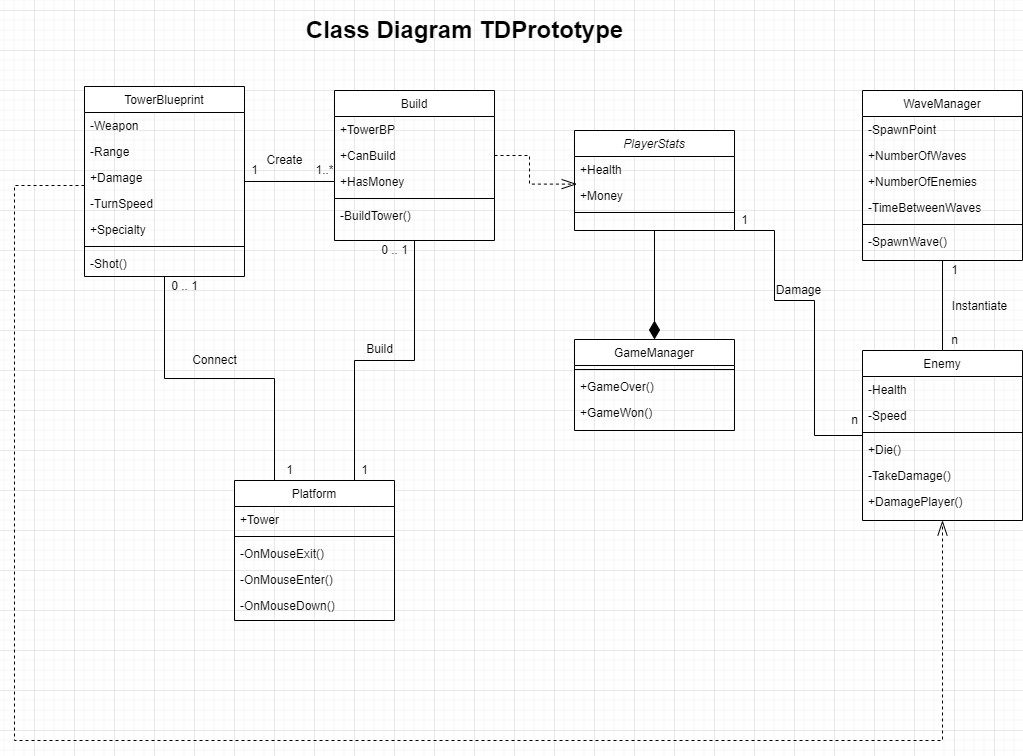 Class Diagram TDPrototype
TowerBlueprint
-Weapon
-Range
+Damage
-TurnSpeed
+Specialty
-Shot()
Create
1
1..*
Build
+TowerBP
+CanBuild
+HasMoney
-BuildTower()
PlayerStats
+Health
+Money
WaveManager
-SpawnPoint
+NumberOfWaves
+NumberOfEnemies
-TimeBetweenWaves
-SpawnWave()
0 .. 1
Connect
1
0 .. 1
Build
1
1
Damage
n
1
Instantiate
n
GameManager
+GameOver()
+GameWon()
Enemy
-Health
-Speed
+Die()
-TakeDamage()
+DamagePlayer()
Platform
+Tower
-OnMouseExit()
-OnMouseEnter()
-OnMouseDown()